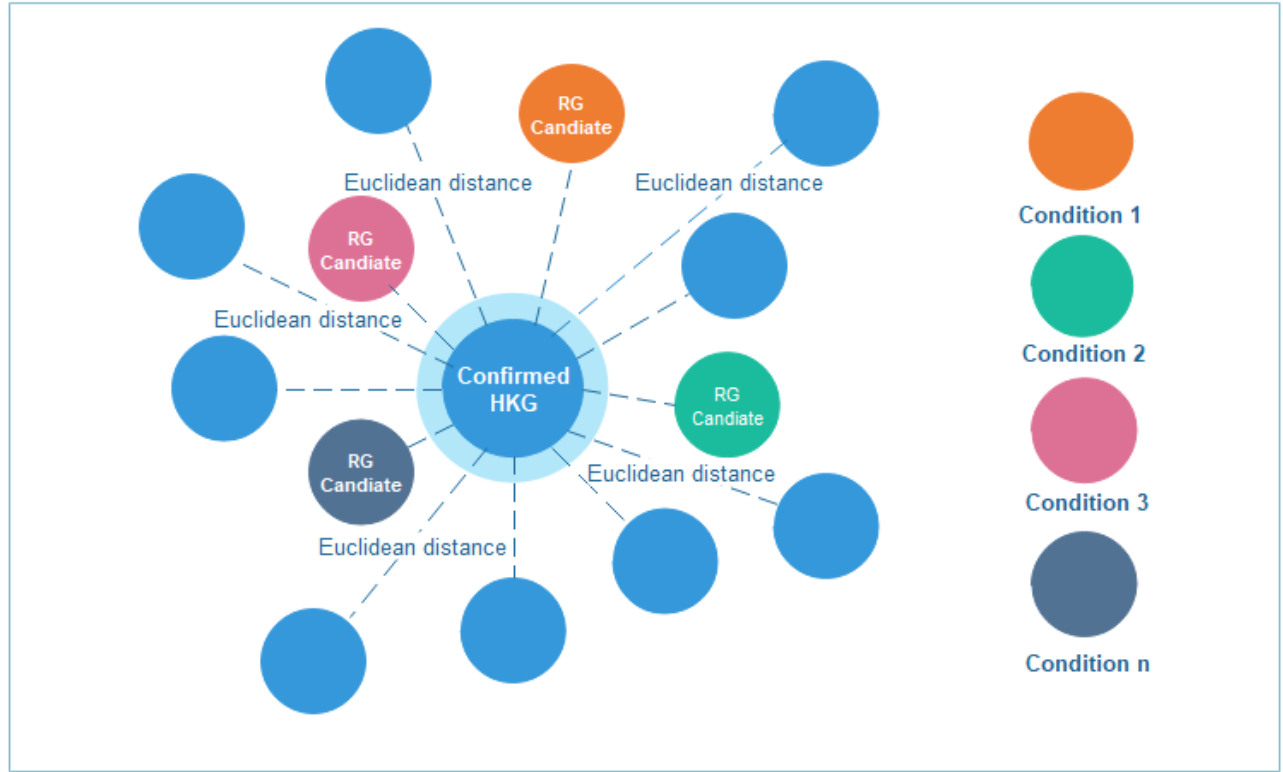 RG
Candiate
Euclidean distance
Euclidean distance
RG
Candiate
Euclidean distance
Confirmed
HKG
RG
Candiate
RG
Candiate
Euclidean distance
Euclidean distance
Condition 1
Condition 2
Condition 3
Condition n